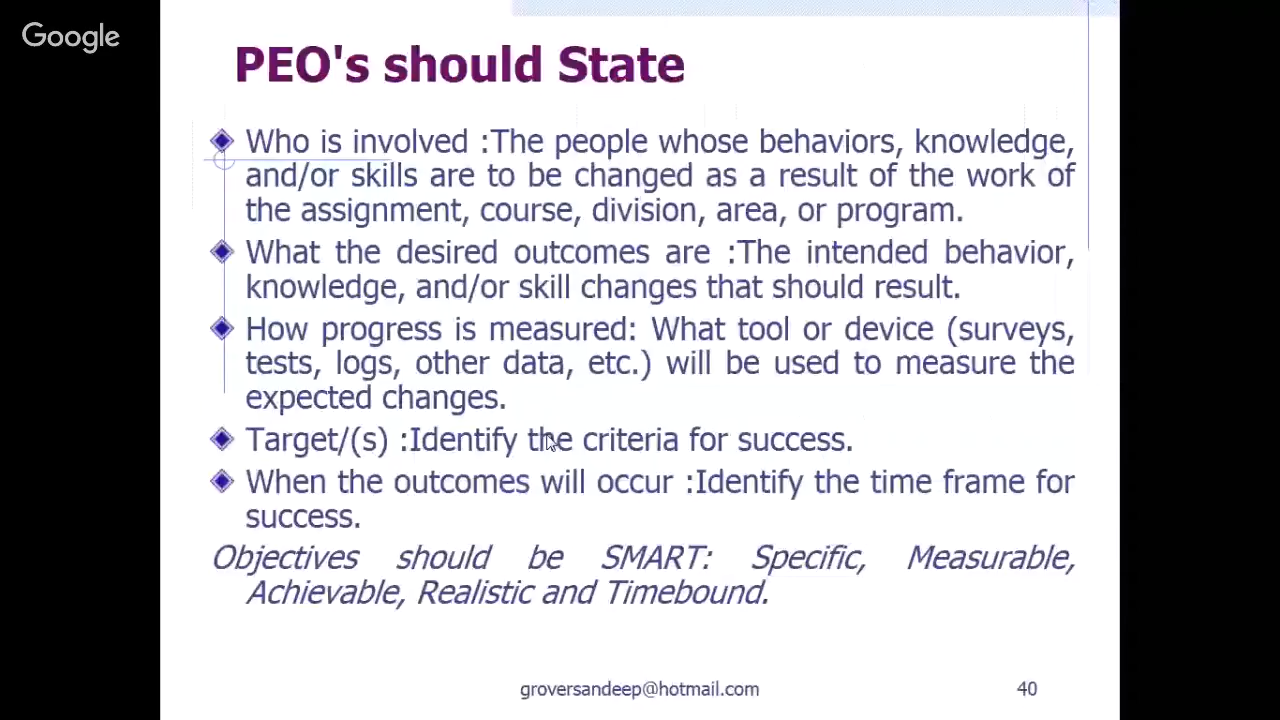 Google
PEO's should State
Who is involved :The people whose behaviors, knowledge,
and/or skills are to be changed as a result of the work of
the assignment, course, division, area, or program.
What the desired outcomes are :The intended behavior,
knowledge, and/or skill changes that should result.
How progress is measured: What tool or device (surveys,
tests, logs, other data, etc.) will be used to measure the
expected changes.
Target/(s) :Identify the criteria for success.
When the outcomes will occur :Identify the time frame for
success.
Objectives should be SMART: Specific, Measurable,
Achievable, Realistic and Timebound.
groversandeep@hotmail.com
40